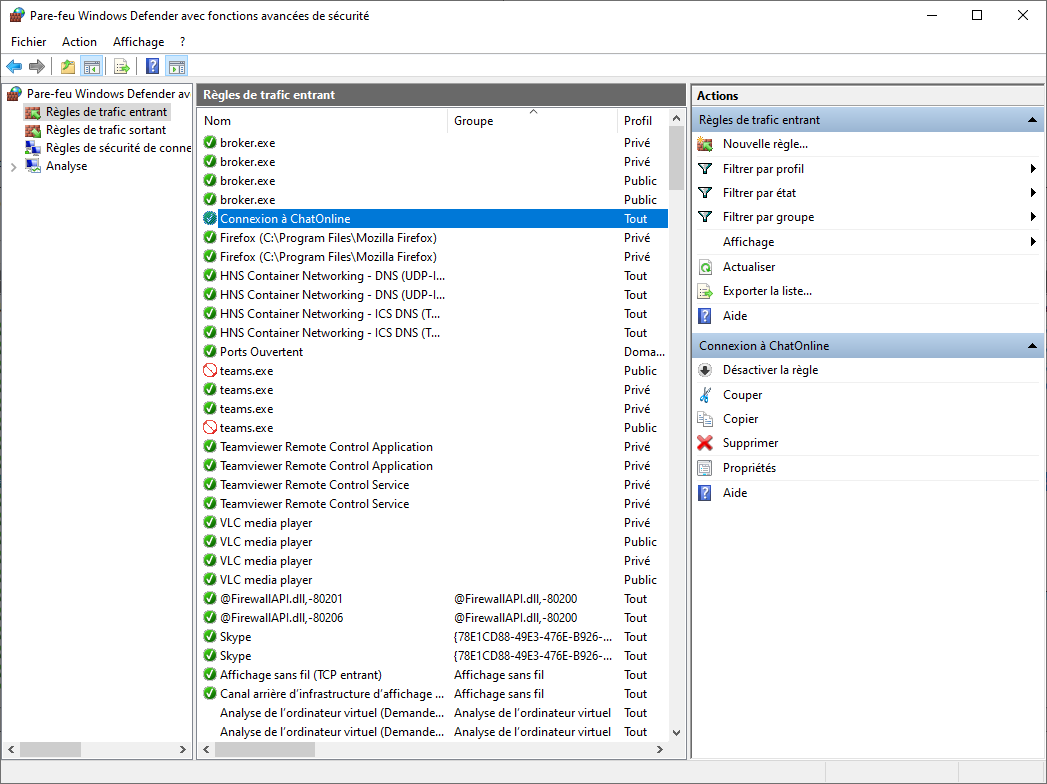 Pare-feu Windows Defender avec fonctions avancées de sécurité
Fichier Action Affichage ?
Pare-feu Windows Defender av
Règles de trafic entrant
Règles de trafic sortant
Règles de sécurité de conne
Analyse
Règles de trafic entrant
Nom Groupe Profil
broker.exe Privé
broker.exe Privé
broker.exe Public
broker.exe Public
Connexion à ChatOnline Tout
Firefox (C:\Program Files\Mozilla Firefox) Privé
Firefox (C:\Program Files\Mozilla Firefox) Privé
HNS Container Networking - DNS (UDP-I... Tout
HNS Container Networking - DNS (UDP-I... Tout
HNS Container Networking - ICS DNS (T... Tout
HNS Container Networking - ICS DNS (T... Tout
Ports Ouvertent Doma...
teams.exe Public
teams.exe Privé
teams.exe Privé
teams.exe Public
Teamviewer Remote Control Application Privé
Teamviewer Remote Control Application Privé
Teamviewer Remote Control Service Privé
Teamviewer Remote Control Service Privé
VLC media player Privé
VLC media player Public
VLC media player Privé
VLC media player Public
@FirewallAPI.dll,-80201 @FirewallAPI.dll,-80200 Tout
@FirewallAPI.dll,-80206 @FirewallAPI.dll,-80200 Tout
Skype {78E1CD88-49E3-476E-B926-... Tout
Skype {78E1CD88-49E3-476E-B926-... Tout
Affichage sans fil (TCP entrant) Affichage sans fil Tout
Canal arrière d'infrastructure d'affichage ... Affichage sans fil Tout
Analyse de l'ordinateur virtuel (Demande... Analyse de l'ordinateur virtuel Tout
Analyse de l'ordinateur virtuel (Demande... Analyse de l'ordinateur virtuel Tout
Actions
Règles de trafic entrant
Nouvelle règle...
Filtrer par profil
Filtrer par état
Filtrer par groupe
Affichage
Actualiser
Exporter la liste...
Aide
Connexion à ChatOnline
Désactiver la règle
Couper
Copier
Supprimer
Propriétés
Aide